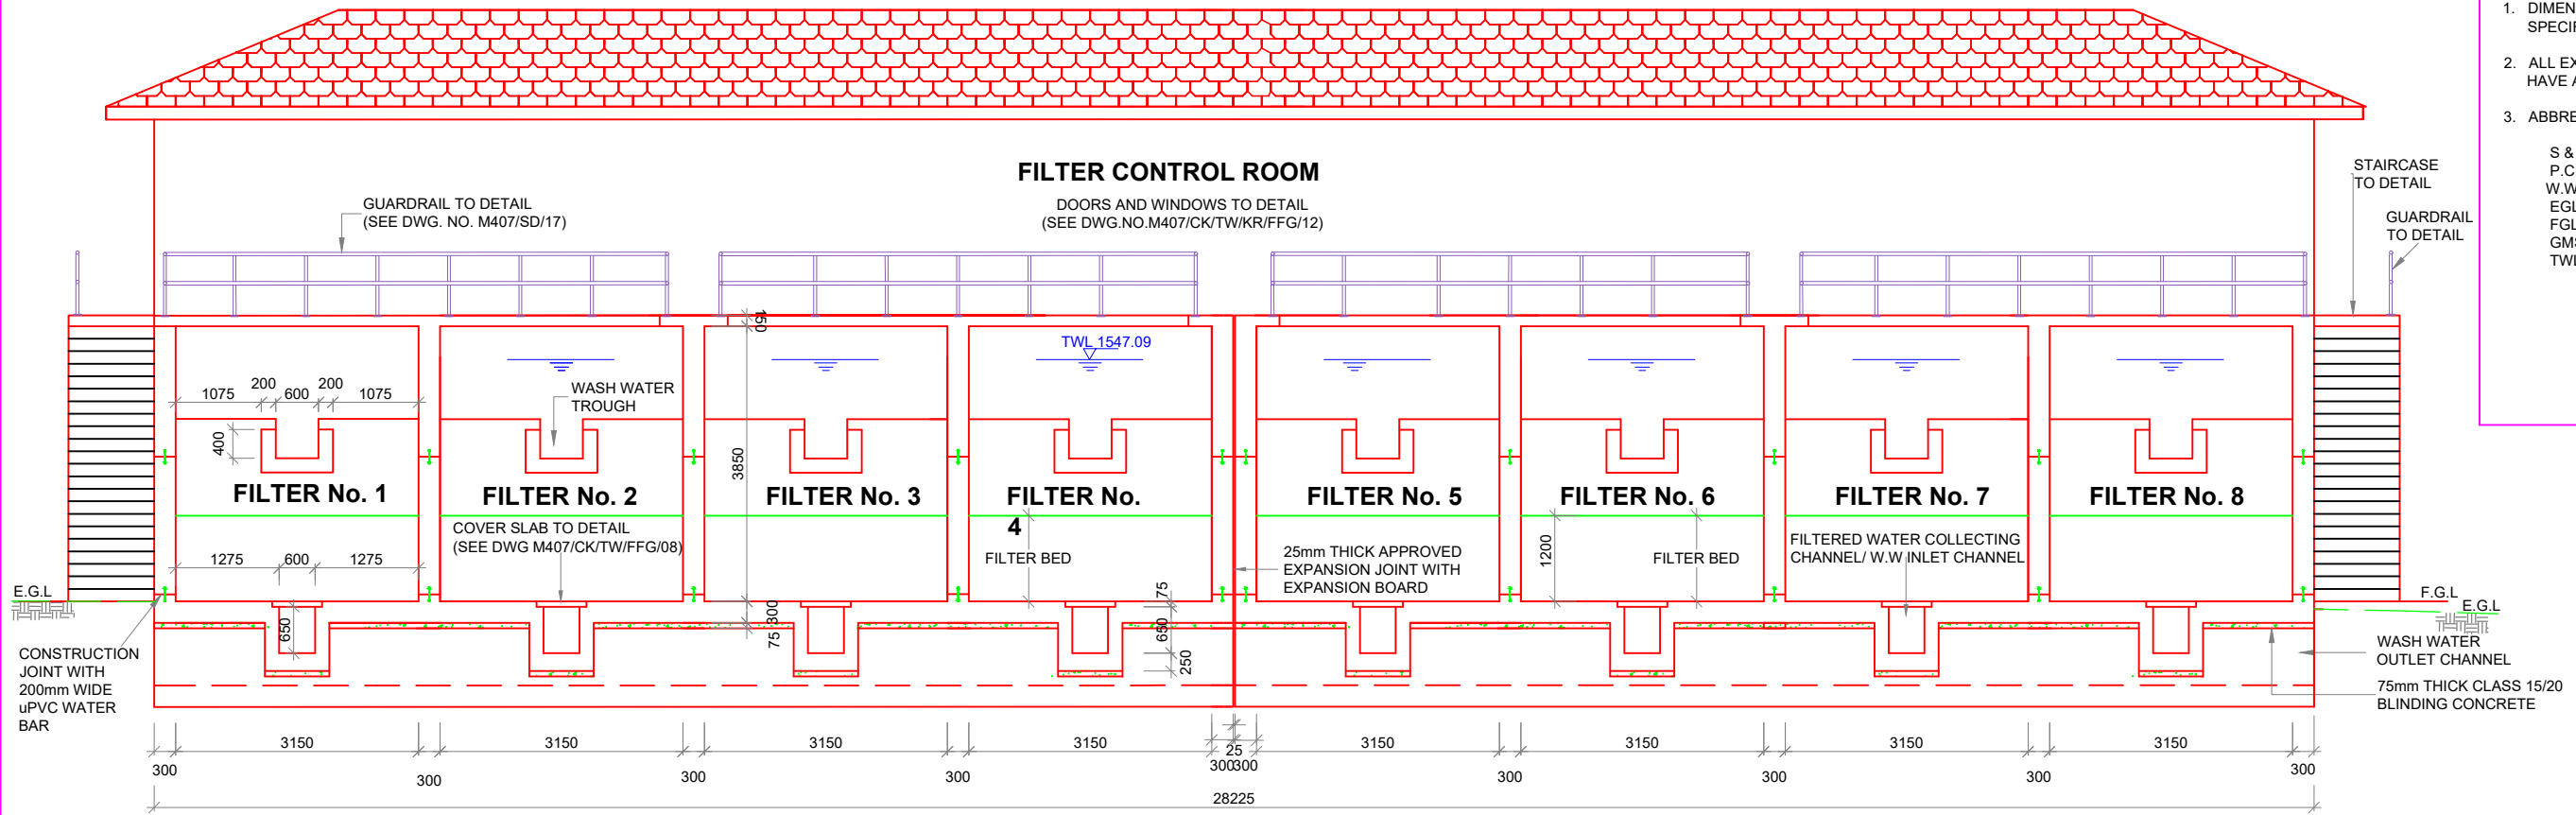 1. DIMEN
SPECIF
2. ALL EX
HAVE A
3. ABBRE
S &
P.C
W.W
EGL
FGL
GMS
TWL
FILTER CONTROL ROOM
DOORS AND WINDOWS TO DETAIL
(SEE DWG.NO.M407/CK/TW/KR/FFG/12)
GUARDRAIL TO DETAIL
(SEE DWG. NO. M407/SD/17)
STAIRCASE
TO DETAIL
GUARDRAIL
TO DETAIL
150
TWL 1547.09
1075 200 600 200 1075
WASH WATER
TROUGH
400
3850
FILTER No. 1
FILTER No. 2
FILTER No. 3
FILTER No.
4
FILTER No. 5
FILTER No. 6
FILTER No. 7
FILTER No. 8
COVER SLAB TO DETAIL
(SEE DWG M407/CK/TW/FFG/08)
1275 600 1275
FILTER BED
25mm THICK APPROVED
EXPANSION JOINT WITH
EXPANSION BOARD
1200
FILTER BED
FILTERED WATER COLLECTING
CHANNEL/ W.W INLET CHANNEL
E.G.L
F.G.L
E.G.L
650
300
75
75
650
250
CONSTRUCTION
JOINT WITH
200mm WIDE
uPVC WATER
BAR
WASH WATER
OUTLET CHANNEL
75mm THICK CLASS 15/20
BLINDING CONCRETE
3150 3150 3150 3150 25 3150 3150 3150 3150
300 300 300 300 300 300 300 300 300 300
28225